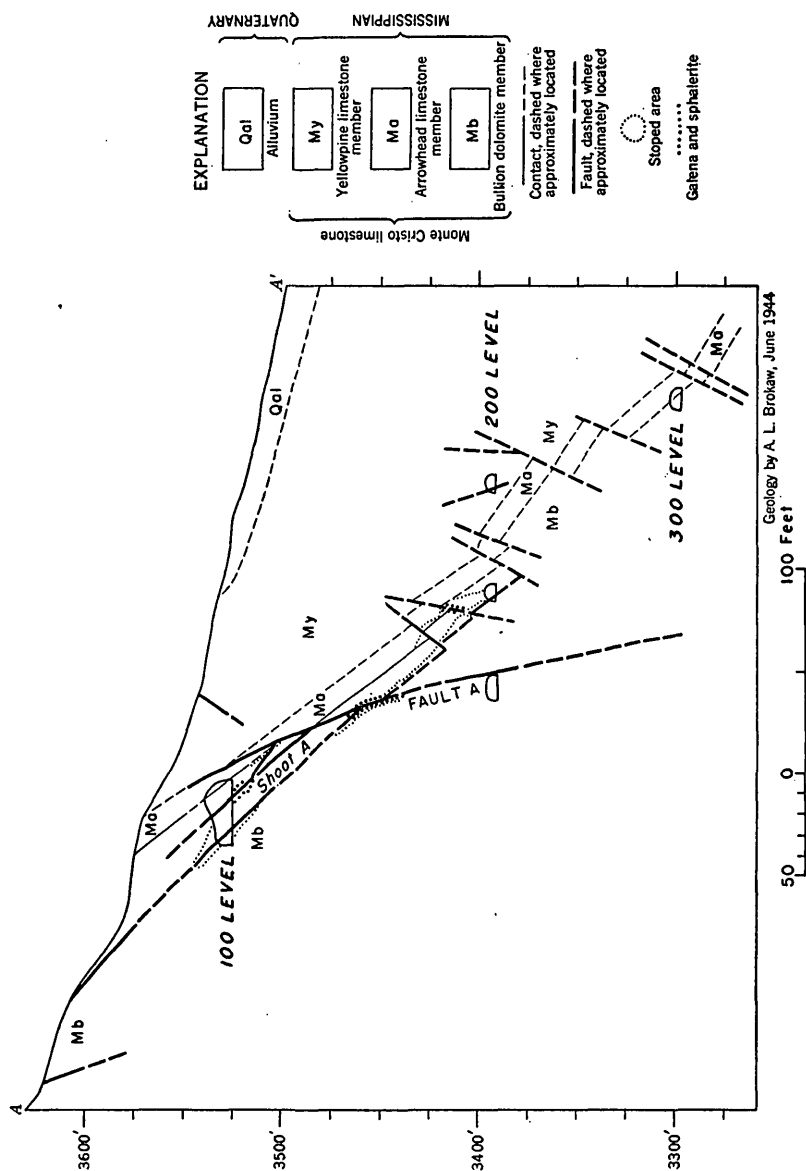 EXPLANATION
Qal
Alluvium
QUATERNARY
My
Yellowpine limestone
member
Ma
Arrowhead limestone
member
Mb
Bullion dolomite member
MISSISSIPPIAN
Monte Cristo limestone
Contact, dashed where
approximately located
Fault, dashed where
approximately located
Stoped area
Galena and sphalerite
A
A'
3600'
3500'
3400'
3300'
Mb
Ma
Qal
My
100 LEVEL
Mb
Shoot A
Ma
FAULT A
200 LEVEL
Ma
My
Mb
300 LEVEL
Ma
50
0
100 Feet
Geology by A. L. Brokaw, June 1944